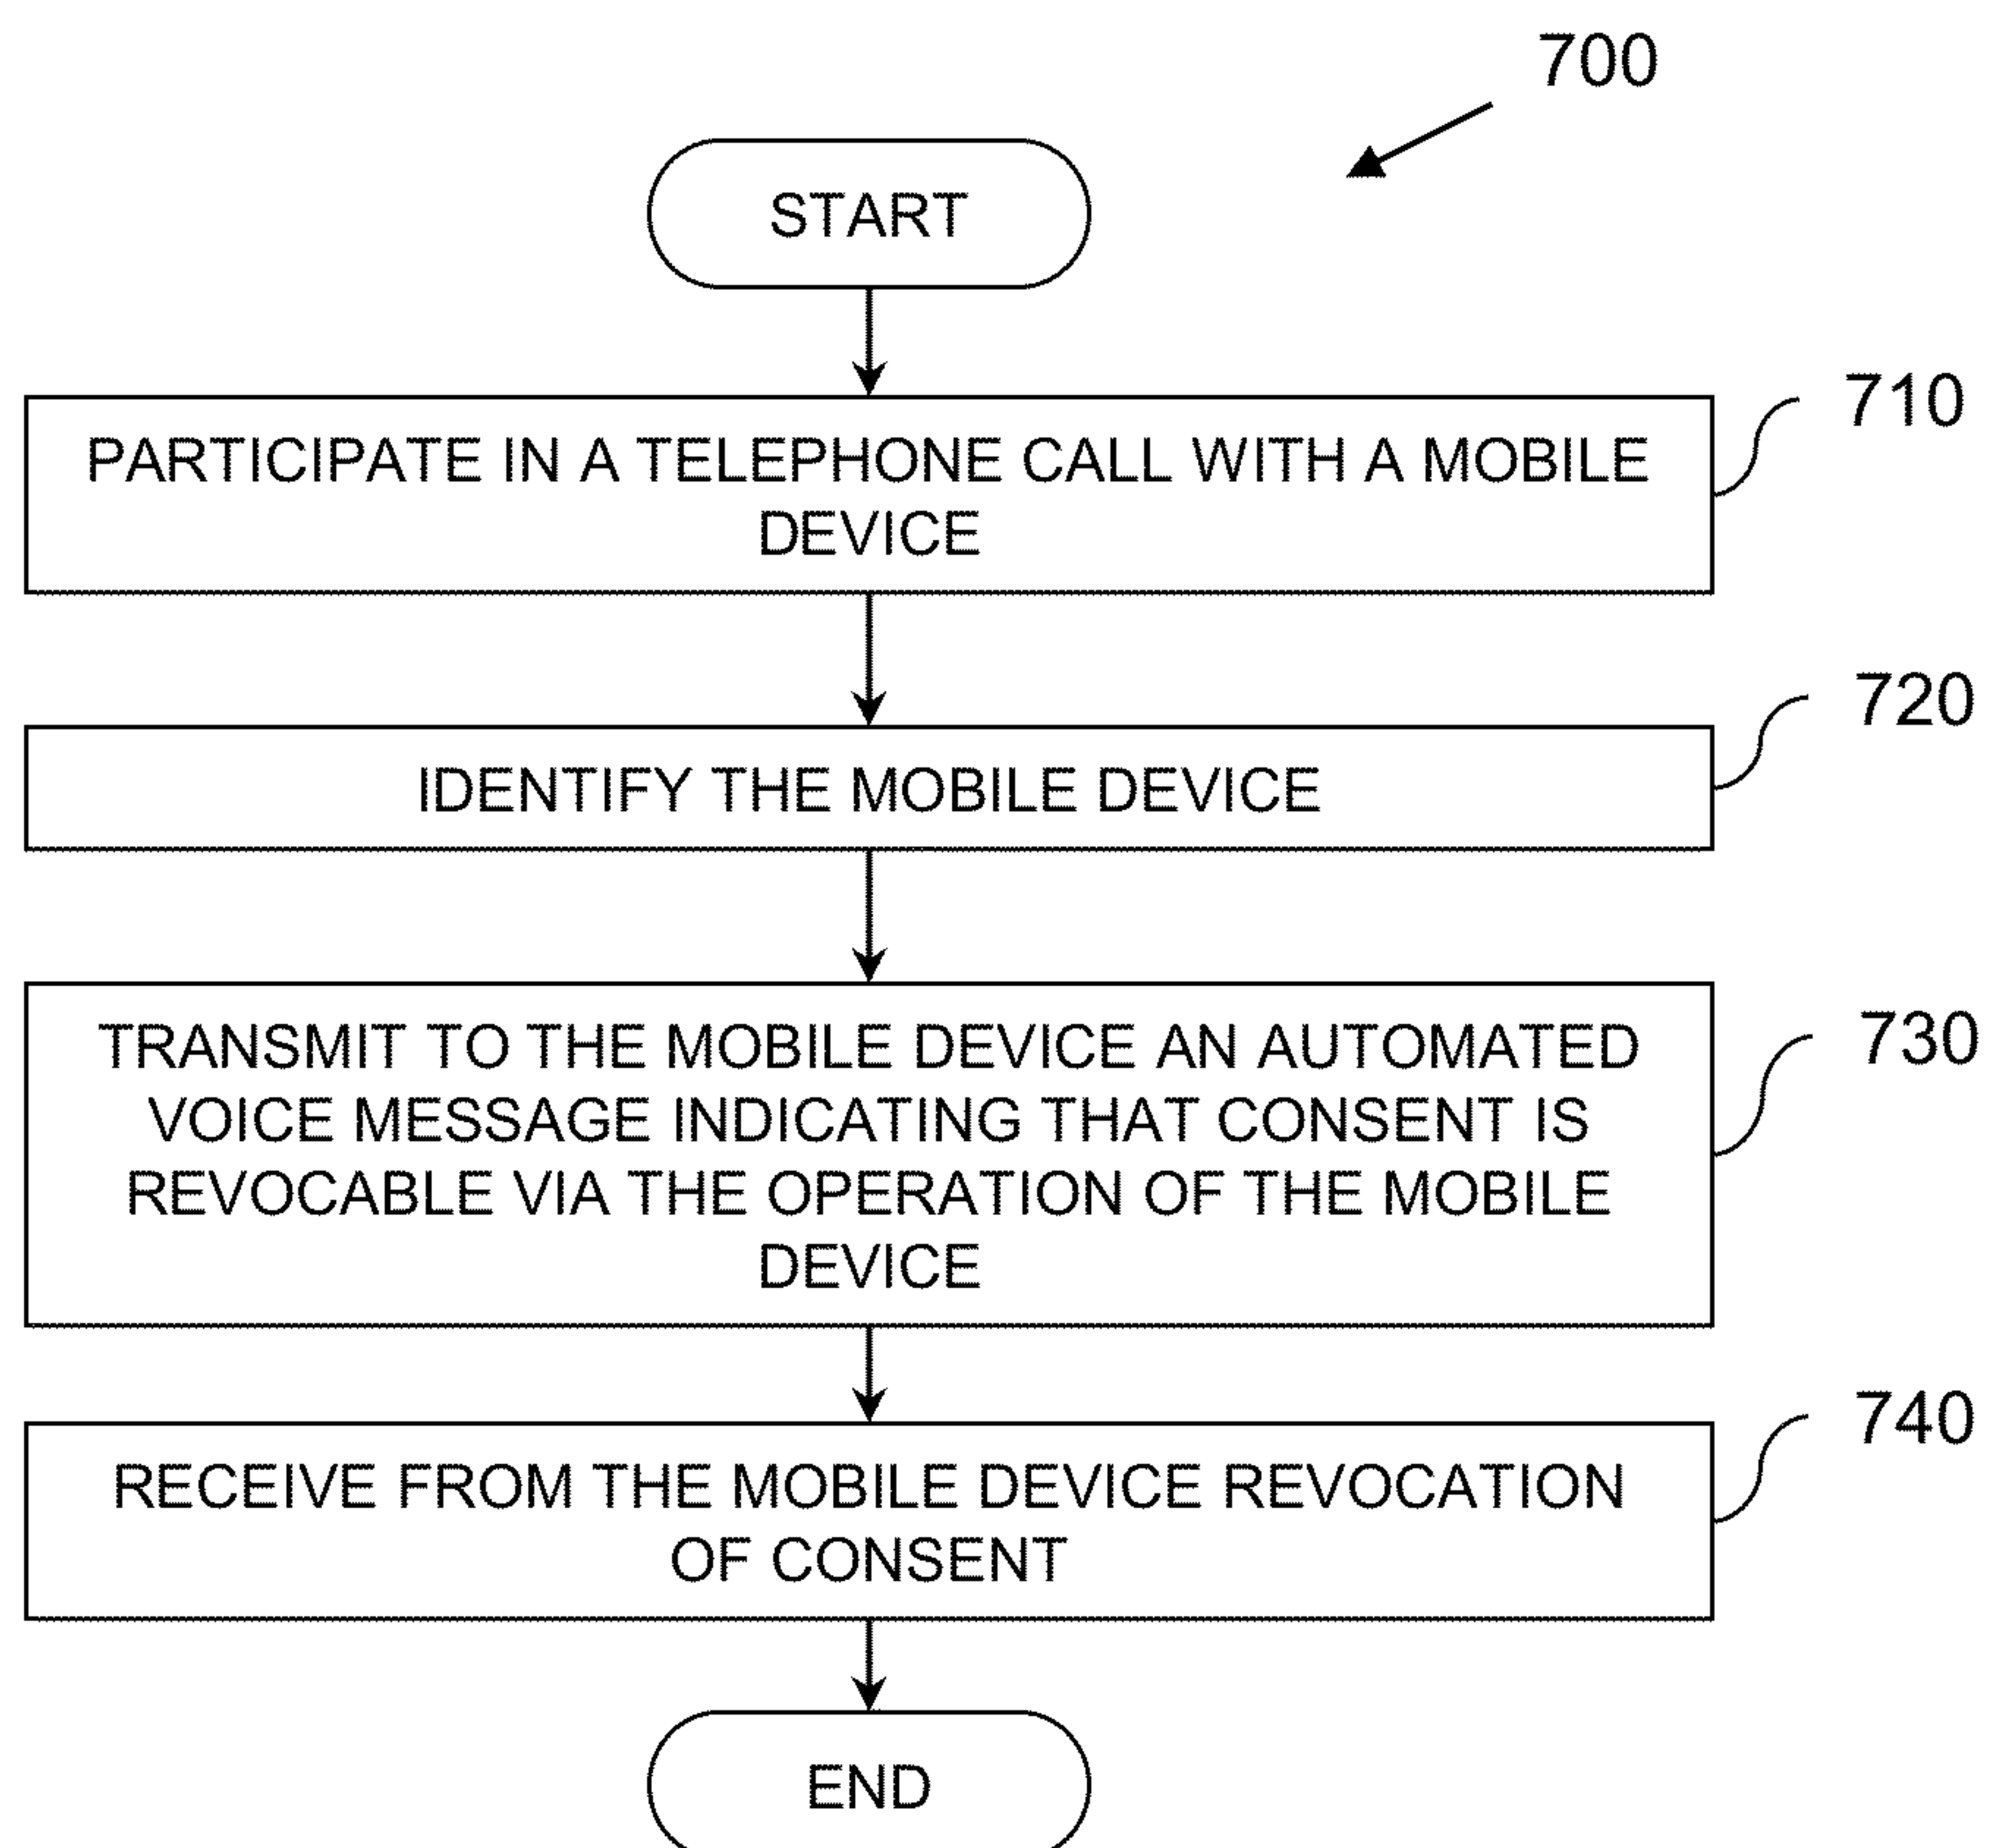 700
START
PARTICIPATE IN A TELEPHONE CALL WITH A MOBILE
DEVICE
710
IDENTIFY THE MOBILE DEVICE
720
TRANSMIT TO THE MOBILE DEVICE AN AUTOMATED
VOICE MESSAGE INDICATING THAT CONSENT IS
REVOCABLE VIA THE OPERATION OF THE MOBILE
DEVICE
730
RECEIVE FROM THE MOBILE DEVICE REVOCATION
OF CONSENT
740
END